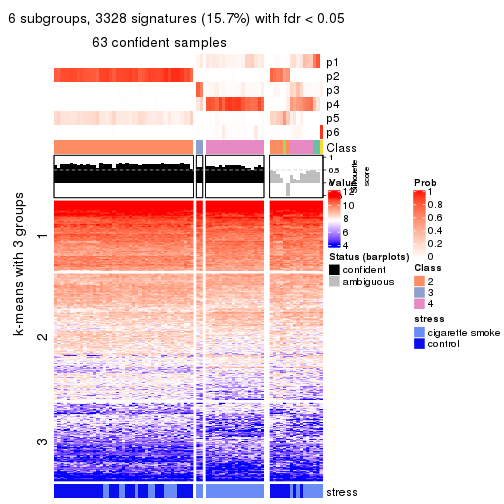 6 subgroups, 3328 signatures (15.7%) with fdr < 0.05
63 confident samples
p1
p2
p3
p4
p5
p6
Class
1
0.5
0
Silhouette
score
k-means with 3 groups
1
2
3
Value
12
10
8
6
4
Status (barplots)
confident
ambiguous
Prob
1
0.8
0.6
0.4
0.2
0
Class
2
3
4
stress
cigarette smoke
control
stress